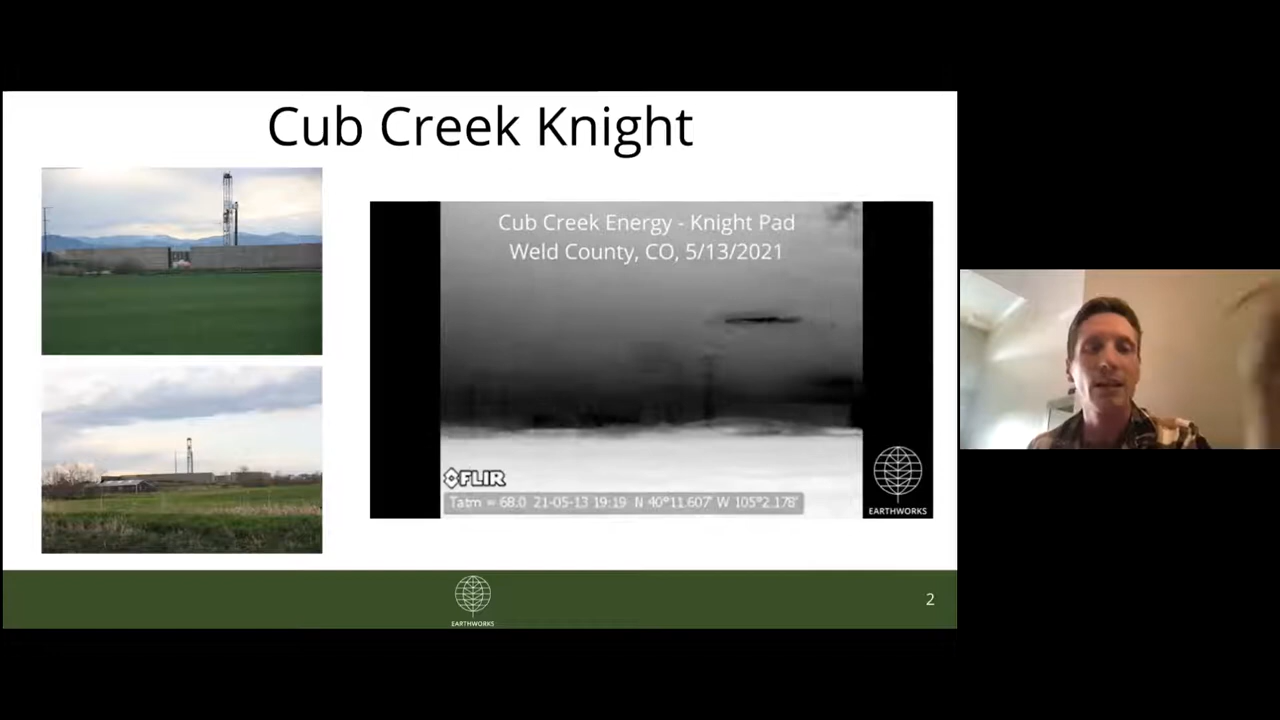 Cub Creek Knight
Cub Creek Energy - Knight Pad
Weld County, CO, 5/13/2021
FLIR
Tatm = 68.0 21-05-13 19:19 N 40°11.607' W 105°2.178'
EARTHWORKS
EARTHWORKS
2